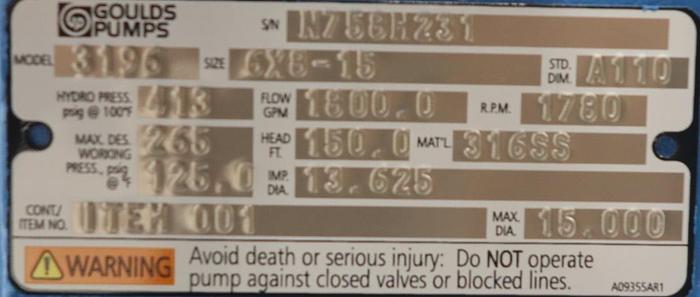 GOULDS PUMPS S/N N758H231
MODEL 3196 SIZE 6X8-15 STD. DIM. A110
HYDRO PRESS. psig @ 100°F 413 FLOW GPM 1800.0 R.P.M. 1780
MAX. DES. WORKING PRESS., psig @ °F 265 125.0 HEAD FT. 150.0 MAT'L 316SS
IMP. DIA. 13.625
CONT./ ITEM NO. ITEM 001 MAX. DIA. 15.000
WARNING Avoid death or serious injury: Do NOT operate
pump against closed valves or blocked lines. A09355AR1